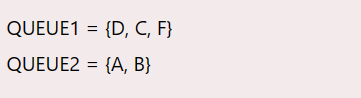 QUEUE1 = {D, C, F}
QUEUE2 = {A, B}